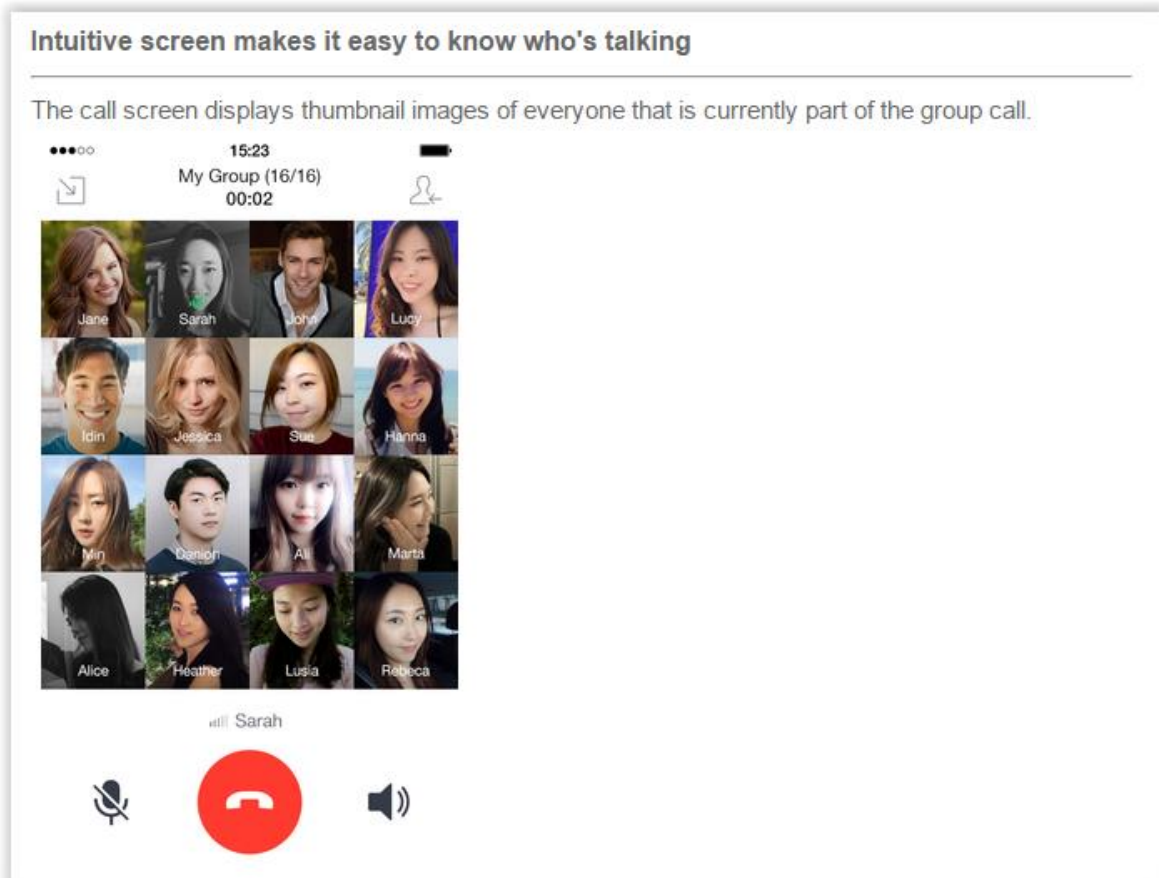 Intuitive screen makes it easy to know who's talking
The call screen displays thumbnail images of everyone that is currently part of the group call.
15:23
My Group (16/16)
00:02
Jane Sarah John Lucy
Idin Jessica Sue Hanna
Min Danion Ali Marta
Alice Heather Lusia Rebeca
Sarah